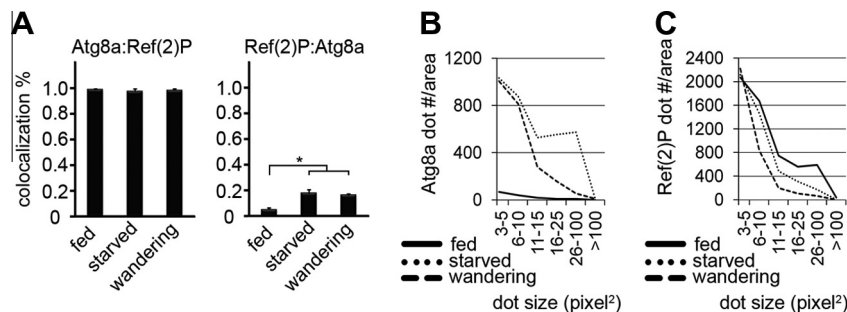 A
Atg8a:Ref(2)P
colocalization %
1.0
0.8
0.6
0.4
0.2
0
fed
starved
wandering
Ref(2)P:Atg8a
1.0
0.8
0.6
0.4
0.2
0
*
fed
starved
wandering
B
Atg8a dot #/area
1200
800
400
0
3-5
6-10
11-15
16-25
26-100
>100
fed
starved
wandering
dot size (pixel²)
C
Ref(2)P dot #/area
2400
2000
1600
1200
800
400
0
3-5
6-10
11-15
16-25
26-100
>100
fed
starved
wandering
dot size (pixel²)